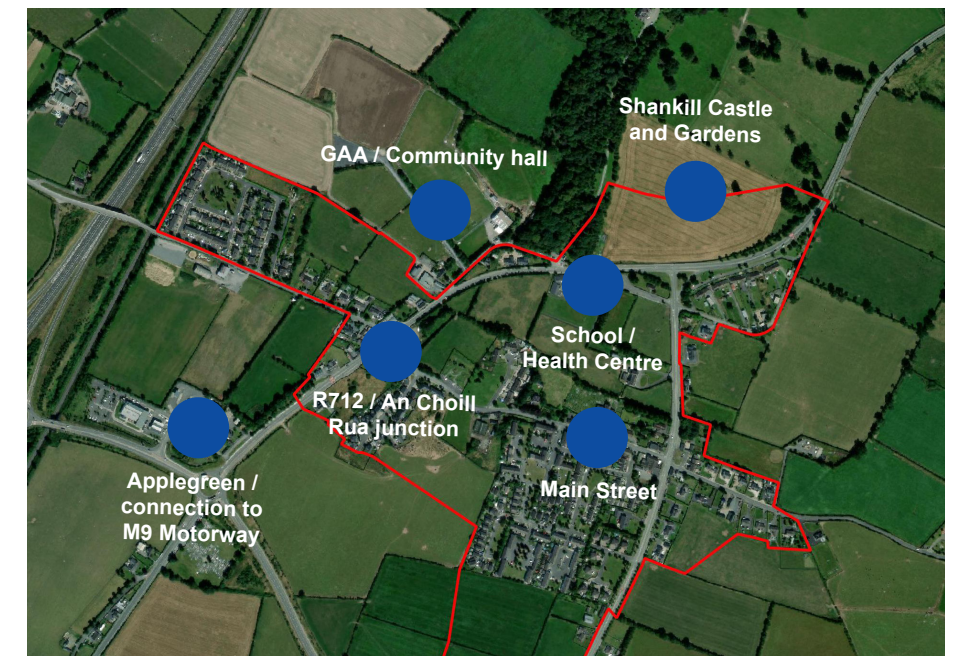 Shankill Castle
and Gardens
GAA / Community hall
School /
Health Centre
R712 / An Choill
Rua junction
Main Street
Applegreen /
connection to
M9 Motorway